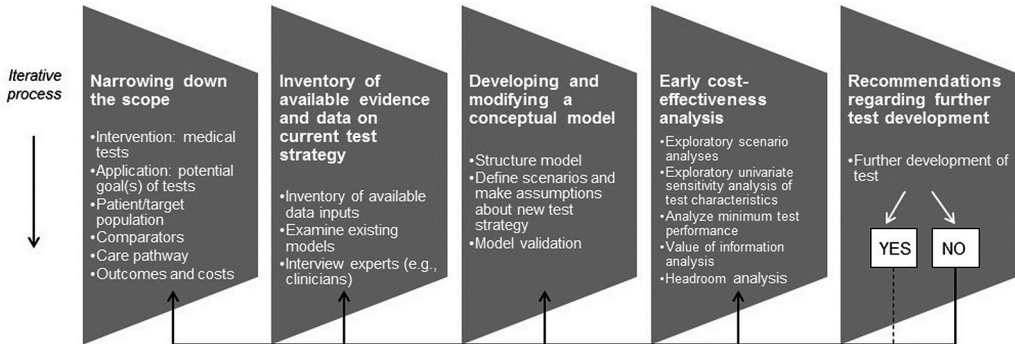 Iterative
process
Narrowing down
the scope
•Intervention: medical
tests
•Application: potential
goal(s) of tests
•Patient/target
population
•Comparators
•Care pathway
•Outcomes and costs
Inventory of
available evidence
and data on
current test
strategy
•Inventory of available
data inputs
•Examine existing
models
•Interview experts (e.g.,
clinicians)
Developing and
modifying a
conceptual model
•Structure model
•Define scenarios and
make assumptions
about new test
strategy
•Model validation
Early cost-
effectiveness
analysis
•Exploratory scenario
analyses
•Exploratory univariate
sensitivity analysis of
test characteristics
•Analyze minimum test
performance
•Value of information
analysis
•Headroom analysis
Recommendations
regarding further
test development
•Further development of
test
YES
NO